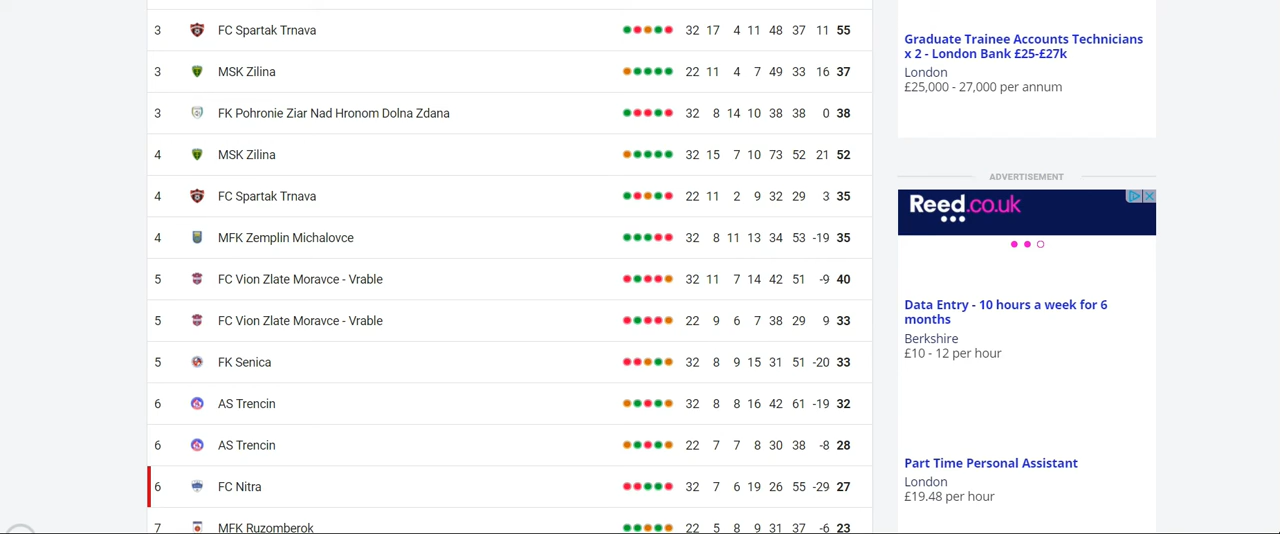 3 FC Spartak Trnava 32 17 4 11 48 37 11 55
3 MSK Zilina 22 11 4 7 49 33 16 37
3 FK Pohronie Ziar Nad Hronom Dolna Zdana 32 8 14 10 38 38 0 38
4 MSK Zilina 32 15 7 10 73 52 21 52
4 FC Spartak Trnava 22 11 2 9 32 29 3 35
4 MFK Zemplin Michalovce 32 8 11 13 34 53 -19 35
5 FC Vion Zlate Moravce - Vrable 32 11 7 14 42 51 -9 40
5 FC Vion Zlate Moravce - Vrable 22 9 6 7 38 29 9 33
5 FK Senica 32 8 9 15 31 51 -20 33
6 AS Trencin 32 8 8 16 42 61 -19 32
6 AS Trencin 22 7 7 8 30 38 -8 28
6 FC Nitra 32 7 6 19 26 55 -29 27
7 MFK Ruzomberok 22 5 8 9 31 37 -6 23
Graduate Trainee Accounts Technicians
x 2 - London Bank £25-£27k
London
£25,000 - 27,000 per annum
ADVERTISEMENT
Reed.co.uk
Data Entry - 10 hours a week for 6
months
Berkshire
£10 - 12 per hour
Part Time Personal Assistant
London
£19.48 per hour